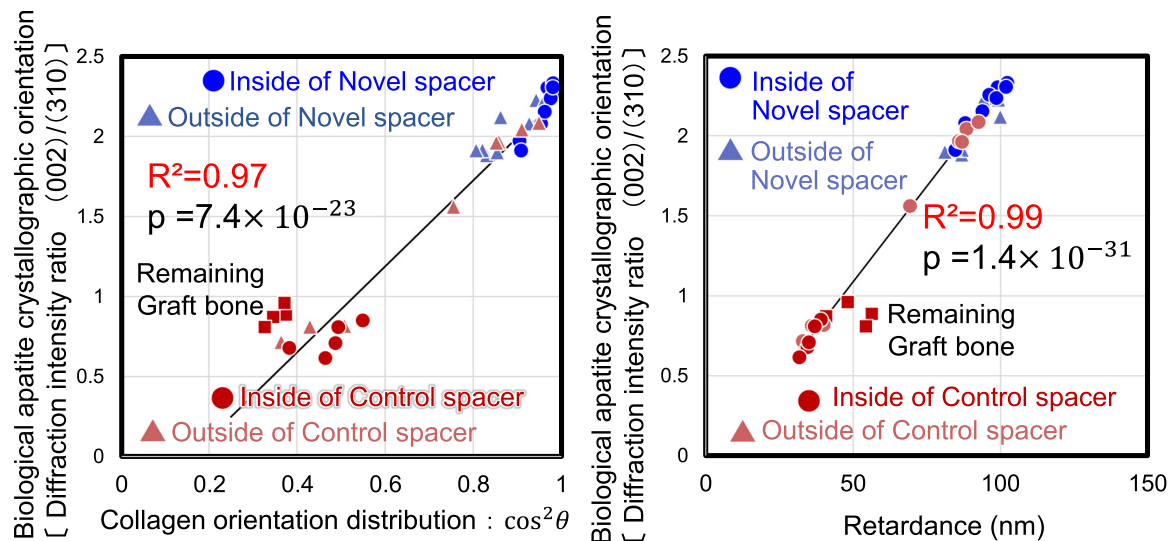 Biological apatite crystallographic orientation
[ Diffraction intensity ratio (002)/(310) ]
2.5
2
1.5
1
0.5
0
Inside of Novel spacer
Outside of Novel spacer
R²=0.97
p =7.4× 10⁻²³
Remaining
Graft bone
Inside of Control spacer
Outside of Control spacer
0 0.2 0.4 0.6 0.8 1
Collagen orientation distribution : cos²θ
Biological apatite crystallographic orientation
[ Diffraction intensity ratio (002)/(310) ]
2.5
2
1.5
1
0.5
0
Inside of
Novel spacer
Outside of
Novel spacer
R²=0.99
p =1.4× 10⁻³¹
Remaining
Graft bone
Inside of Control spacer
Outside of Control spacer
0 50 100 150
Retardance (nm)